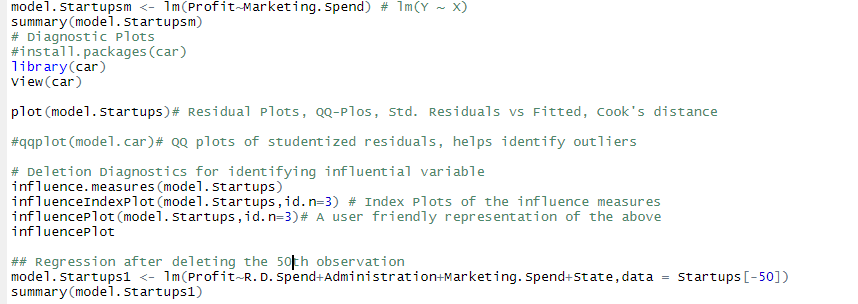 model.Startupsm <- lm(Profit~Marketing.Spend) # lm(Y ~ X)
summary(model.Startupsm)
# Diagnostic Plots
#install.packages(car)
library(car)
View(car)
plot(model.Startups)# Residual Plots, QQ-Plos, Std. Residuals vs Fitted, Cook's distance
#qqplot(model.car)# QQ plots of studentized residuals, helps identify outliers
# Deletion Diagnostics for identifying influential variable
influence.measures(model.Startups)
influenceIndexPlot(model.Startups,id.n=3) # Index Plots of the influence measures
influencePlot(model.Startups,id.n=3)# A user friendly representation of the above
influencePlot
## Regression after deleting the 50th observation
model.Startups1 <- lm(Profit~R.D.Spend+Administration+Marketing.Spend+State,data = Startups[-50])
summary(model.Startups1)